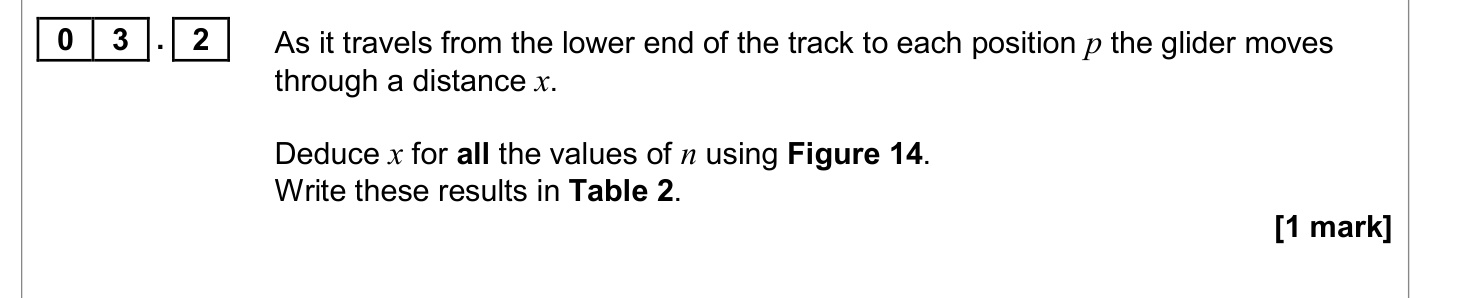 0 3 . 2 As it travels from the lower end of the track to each position p the glider moves
through a distance x.
Deduce x for all the values of n using Figure 14.
Write these results in Table 2.
[1 mark]